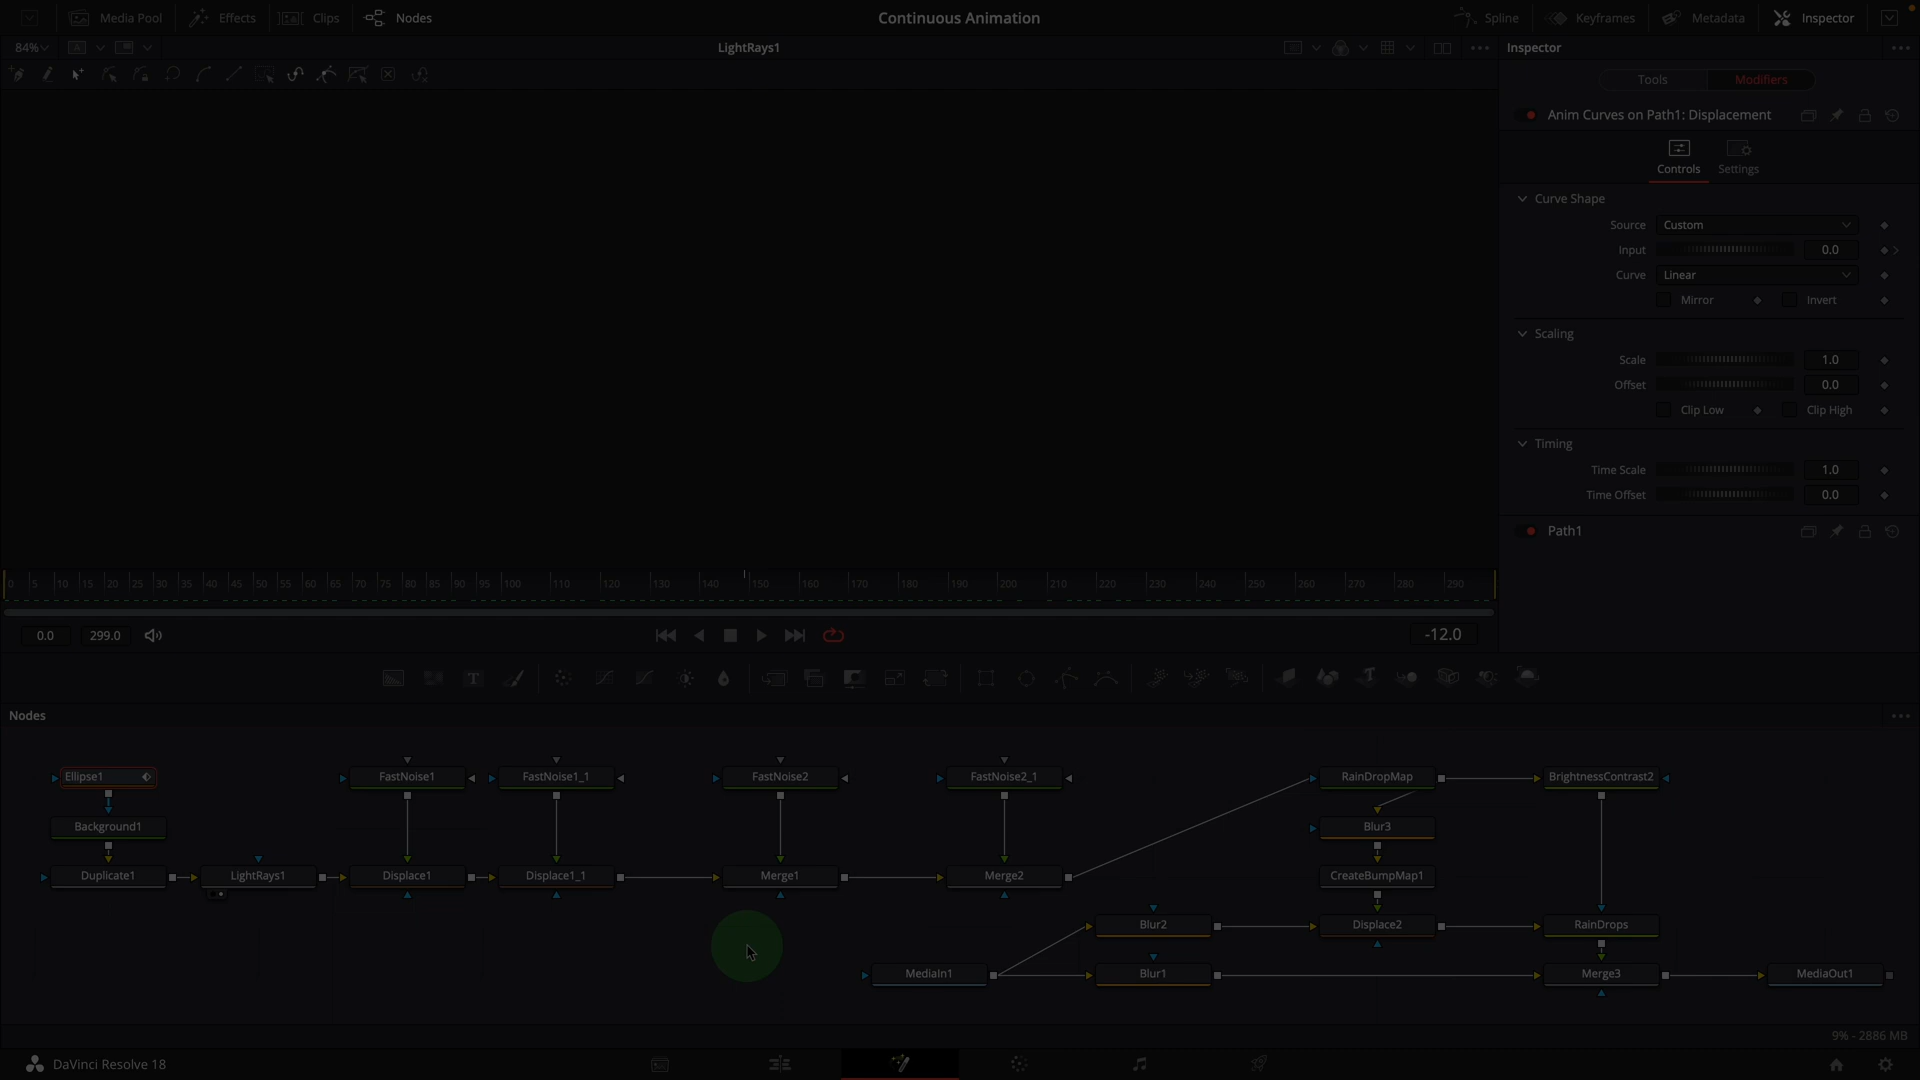 Media Pool
Effects
Clips
Nodes
Continuous Animation
Spline
Keyframes
Metadata
Inspector
84%
LightRays1
Inspector
Tools
Modifiers
Anim Curves on Path1: Displacement
Controls
Settings
Curve Shape
Source Custom
Input 0.0
Curve Linear
Mirror Invert
Scaling
Scale 1.0
Offset 0.0
Clip Low Clip High
Timing
Time Scale 1.0
Time Offset 0.0
Path1
0 5 10 15 20 25 30 35 40 45 50 55 60 65 70 75 80 85 90 95 100 110 120 130 140 150 160 170 180 190 200 210 220 230 240 250 260 270 280 290
0.0 299.0 -12.0
T
T
Nodes
Ellipse1 FastNoise1 FastNoise1_1 FastNoise2 FastNoise2_1 RainDropMap BrightnessContrast2
Background1 Blur3
Duplicate1 LightRays1 Displace1 Displace1_1 Merge1 Merge2 CreateBumpMap1
Blur2 Displace2 RainDrops
MediaIn1 Blur1 Merge3 MediaOut1
9% - 2886 MB
DaVinci Resolve 18